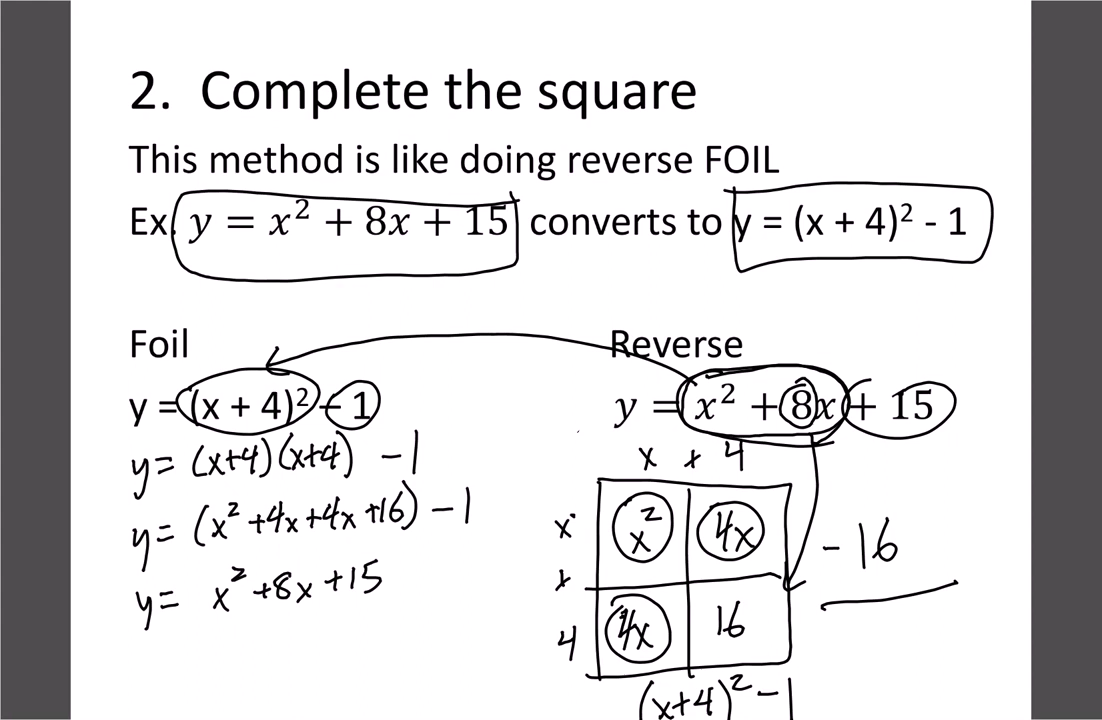 2. Complete the square
This method is like doing reverse FOIL
Ex. y = x² + 8x + 15 converts to y = (x + 4)² - 1
Foil
y = (x + 4)² - 1
y = (x+4)(x+4) - 1
y = (x² +4x+4x+16) - 1
y = x² +8x +15
Reverse
y = x² + 8x + 15
x + 4
x² 4x
x
+
- 16
4x 16
4
(x+4)² - 1